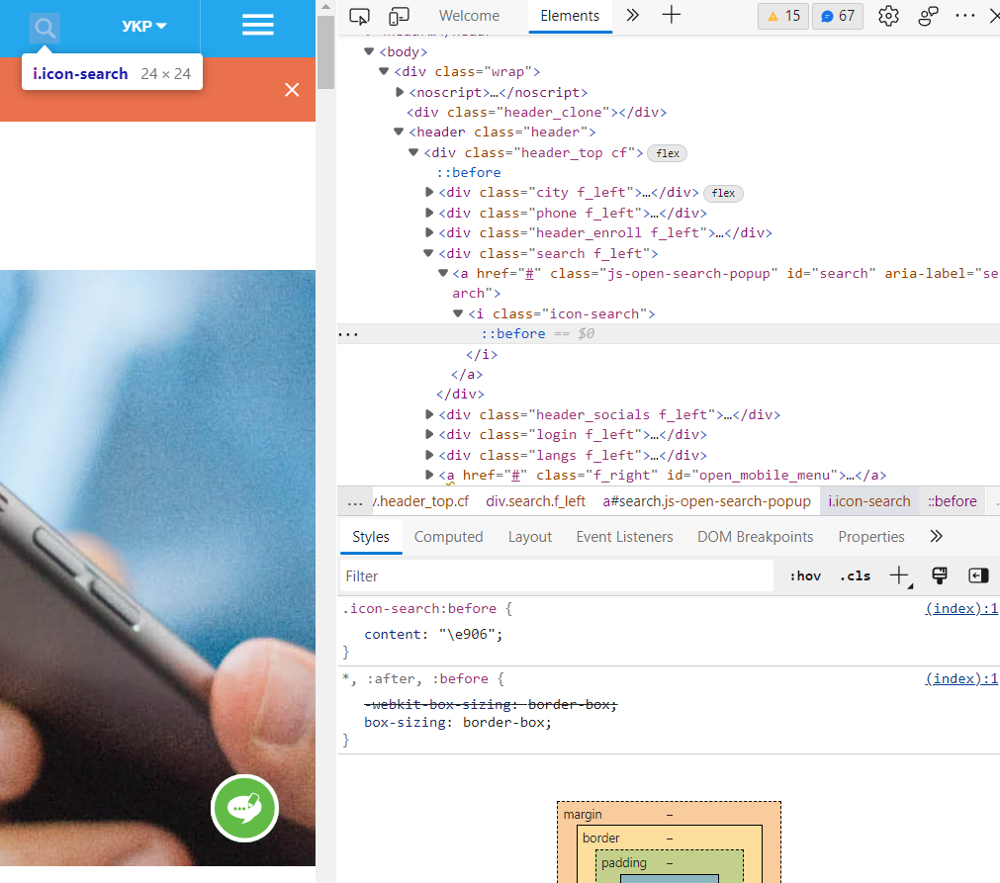 УКР
i.icon-search 24 × 24
Welcome
Elements
15
67
<body>
<div class="wrap">
<noscript>…</noscript>
<div class="header_clone"></div>
<header class="header">
<div class="header_top cf"> flex
::before
<div class="city f_left">…</div> flex
<div class="phone f_left">…</div>
<div class="header_enroll f_left">…</div>
<div class="search f_left">
<a href="#" class="js-open-search-popup" id="search" aria-label="se
arch">
<i class="icon-search">
... ::before == $0
</i>
</a>
</div>
<div class="header_socials f_left">…</div>
<div class="login f_left">…</div>
<div class="langs f_left">…</div>
<a href="#" class="f_right" id="open_mobile_menu">…</a>
... v.header_top.cf div.search.f_left a#search.js-open-search-popup i.icon-search ::before
Styles Computed Layout Event Listeners DOM Breakpoints Properties
Filter :hov .cls
.icon-search:before { (index):1
content: "\e906";
}
*, :after, :before { (index):1
-webkit-box-sizing: border-box;
box-sizing: border-box;
}
margin –
border –
padding –